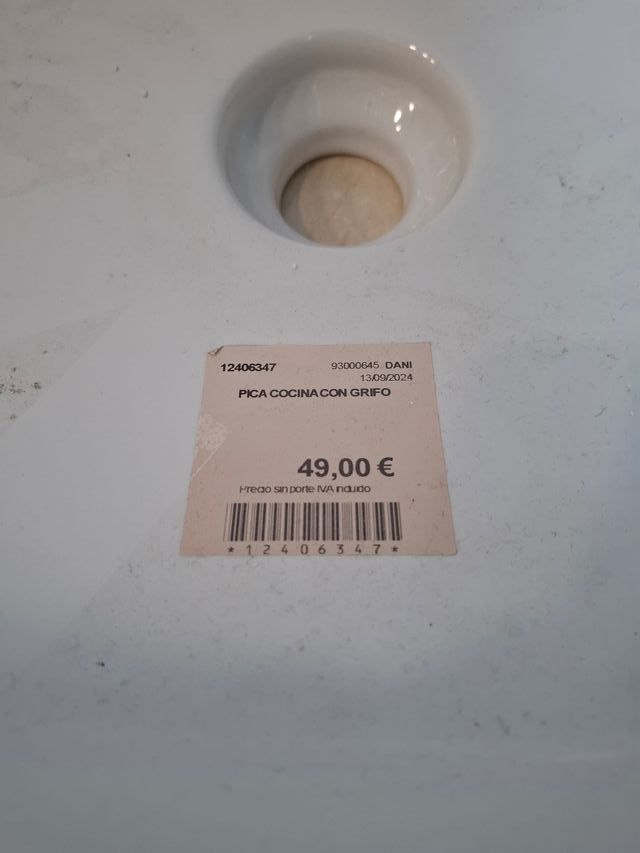 12406347 93000645 DANI
13/09/2024
PICA COCINA CON GRIFO
49,00 €
Precio sin porte IVA incluido
*12406347*